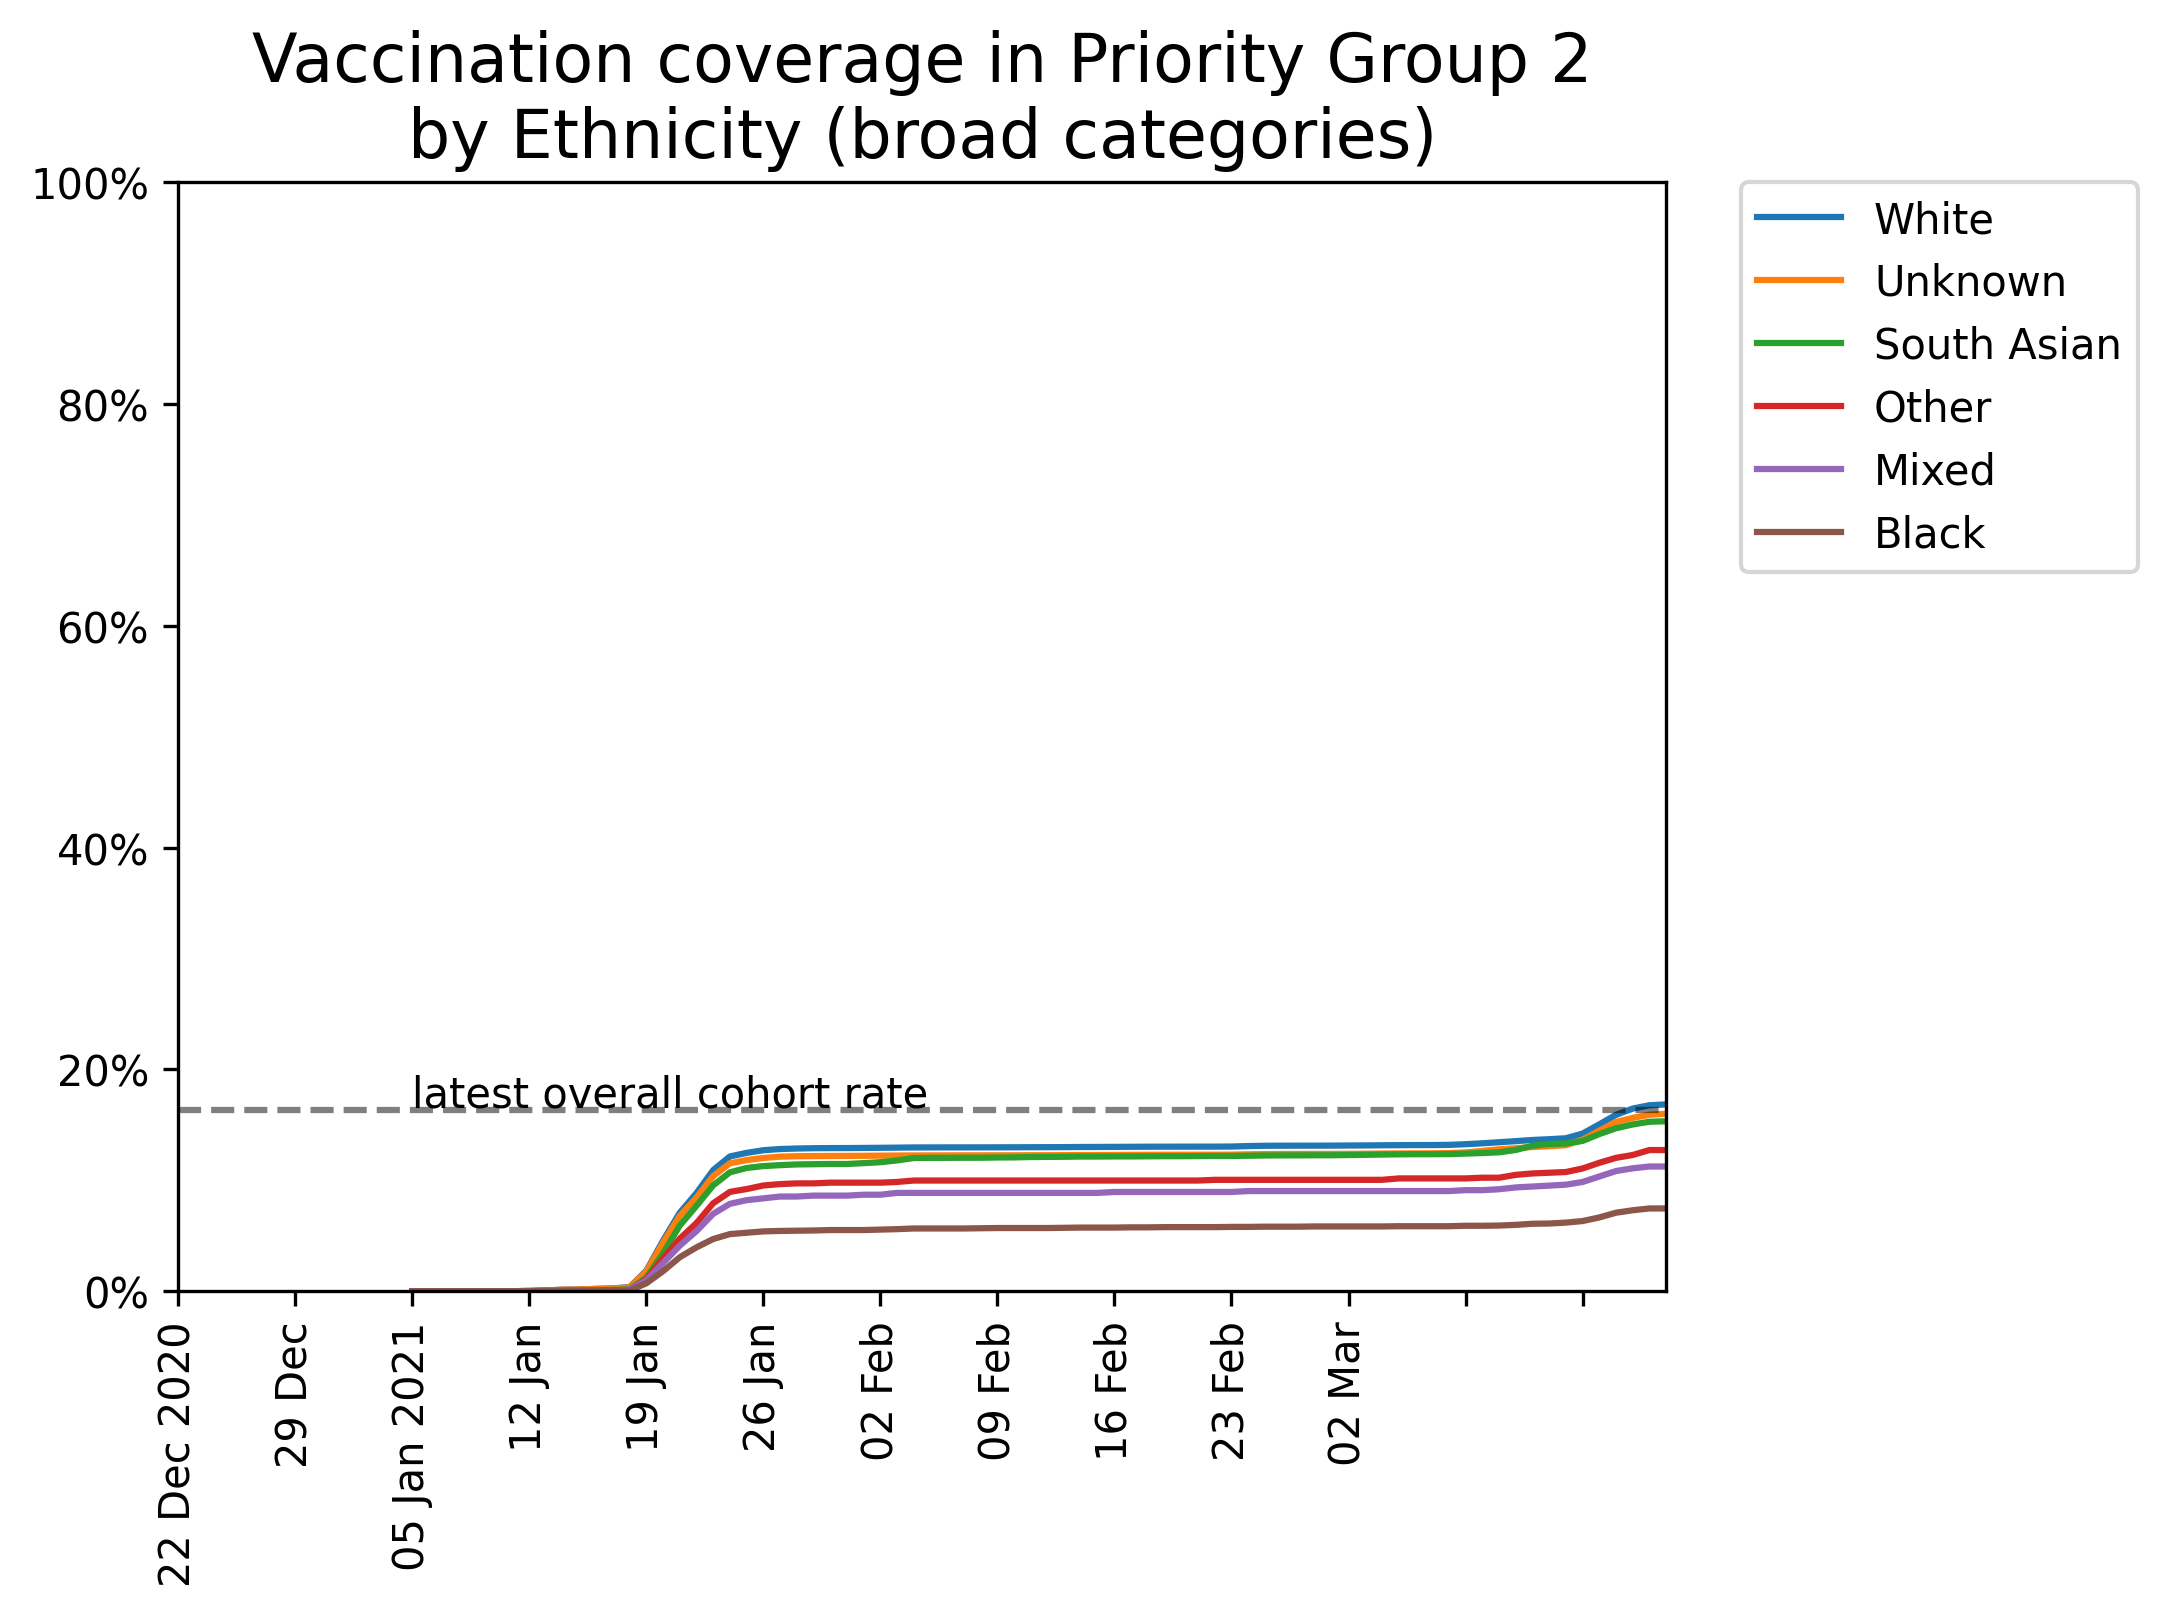 Vaccination coverage in Priority Group 2
by Ethnicity (broad categories)
100%
80%
60%
40%
20%
0%
latest overall cohort rate
22 Dec 2020
29 Dec
05 Jan 2021
12 Jan
19 Jan
26 Jan
02 Feb
09 Feb
16 Feb
23 Feb
02 Mar
White
Unknown
South Asian
Other
Mixed
Black